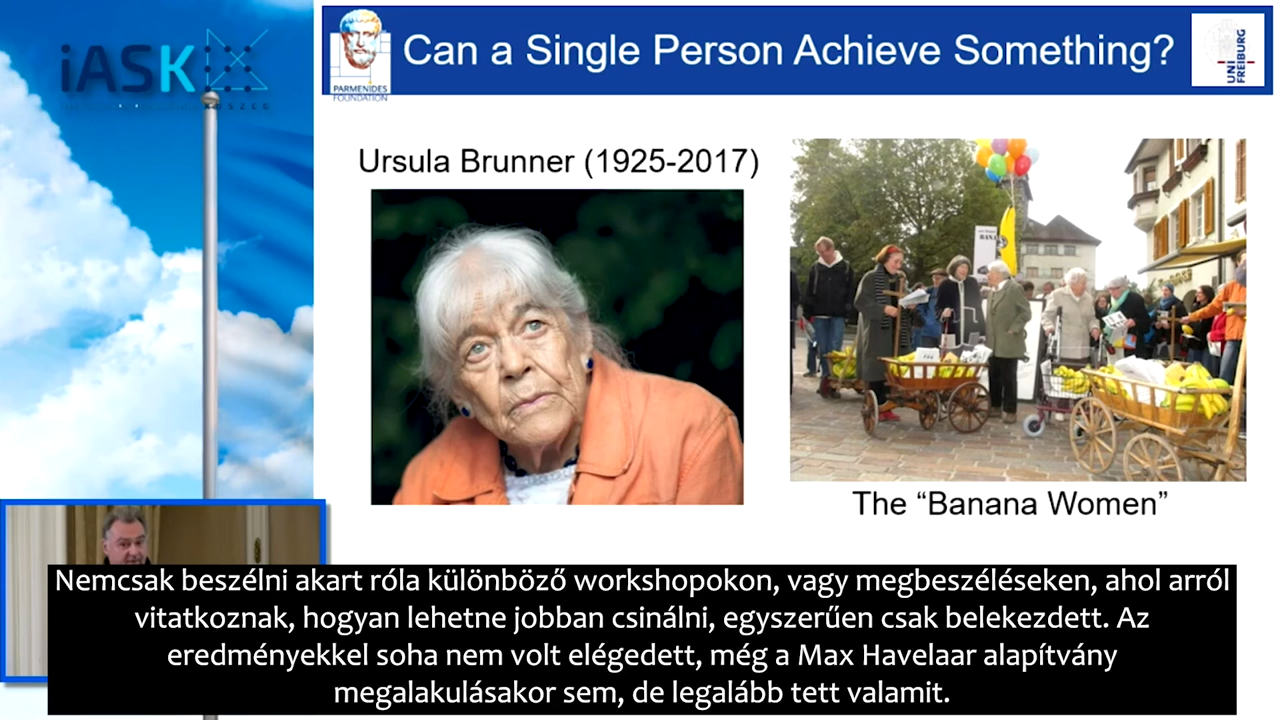 iASK
KOSZEG
PARMENIDES
FOUNDATION
Can a Single Person Achieve Something?
UNI
FREIBURG
Ursula Brunner (1925-2017)
BANA
The “Banana Women”
Nemcsak beszélni akart róla különböző workshopokon, vagy megbeszéléseken, ahol arról
vitatkoznak, hogyan lehetne jobban csinálni, egyszerűen csak belekezdett. Az
eredményekkel soha nem volt elégedett, még a Max Havelaar alapítvány
megalakulásakor sem, de legalább tett valamit.